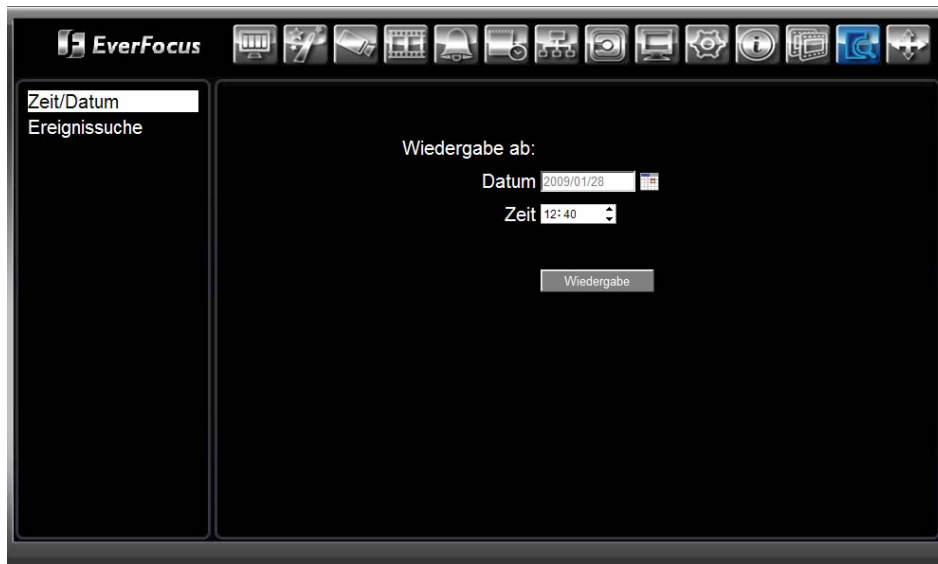 EverFocus
Zeit/Datum
Ereignissuche
Wiedergabe ab:
Datum 2009/01/28
Zeit 12:40
Wiedergabe